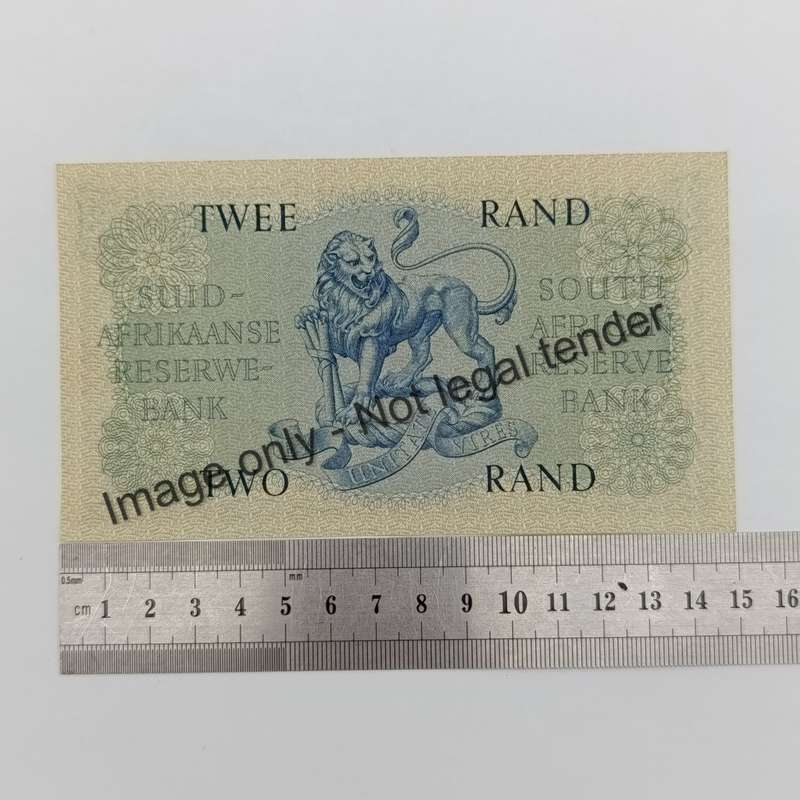 TWEE RAND
SUID-
AFRIKAANSE
RESERWE-
BANK
SOUTH
AFRICAN
RESERVE
BANK
Image only - Not legal tender
VIRES
TWO RAND
0.5mm
mm
cm 1 2 3 4 5 6 7 8 9 10 11 12 13 14 15 16